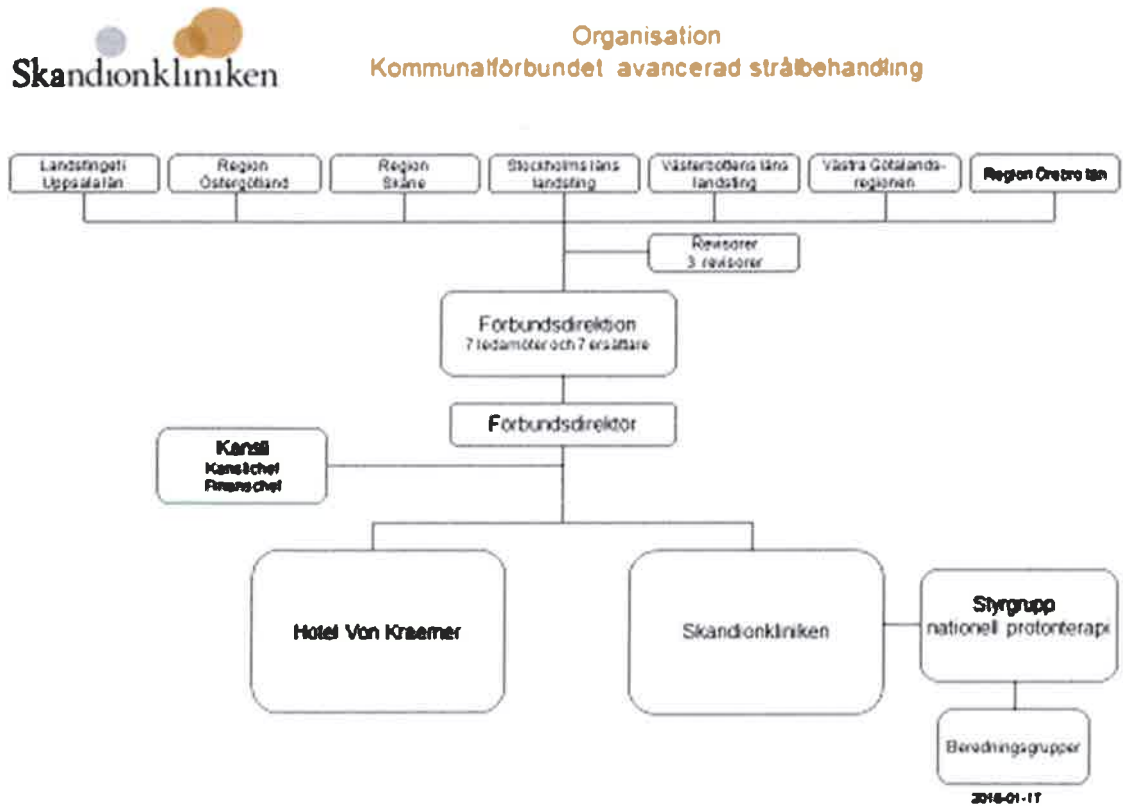 Skandionkliniken
Organisation
Kommunalförbundet avancerad strålbehandling
Landstinget i
Uppsala län
Region
Östergötland
Region
Skåne
Stockholms läns
landsting
Västerbottens läns
landsting
Västra Götalands-
regionen
Region Örebro län
Revisorer
3 revisorer
Förbundsdirektion
7 ledamöter och 7 ersättare
Förbundsdirektör
Kansli
Kanslichef
Finanschef
Hotel Von Kraemer
Skandionkliniken
Styrgrupp
nationell protonterapi
Beredningsgrupper